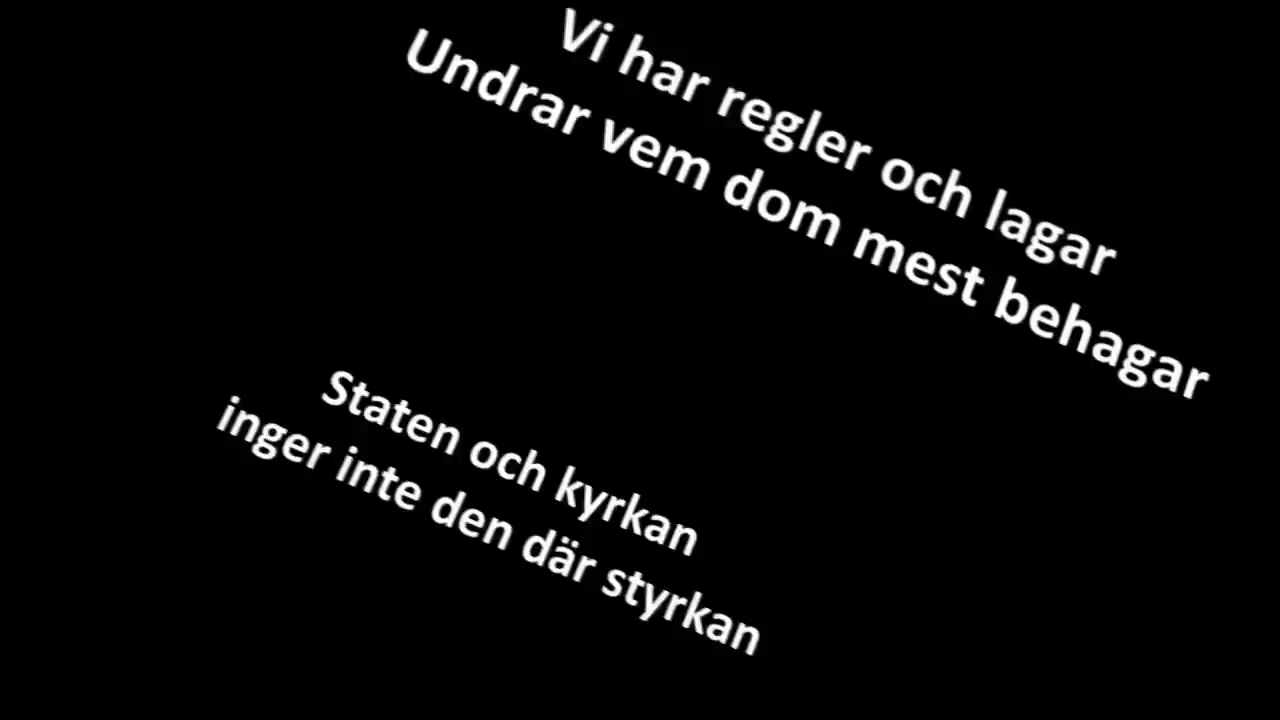 Vi har regler och lagar
Undrar vem dom mest behagar
Staten och kyrkan
inger inte den där styrkan